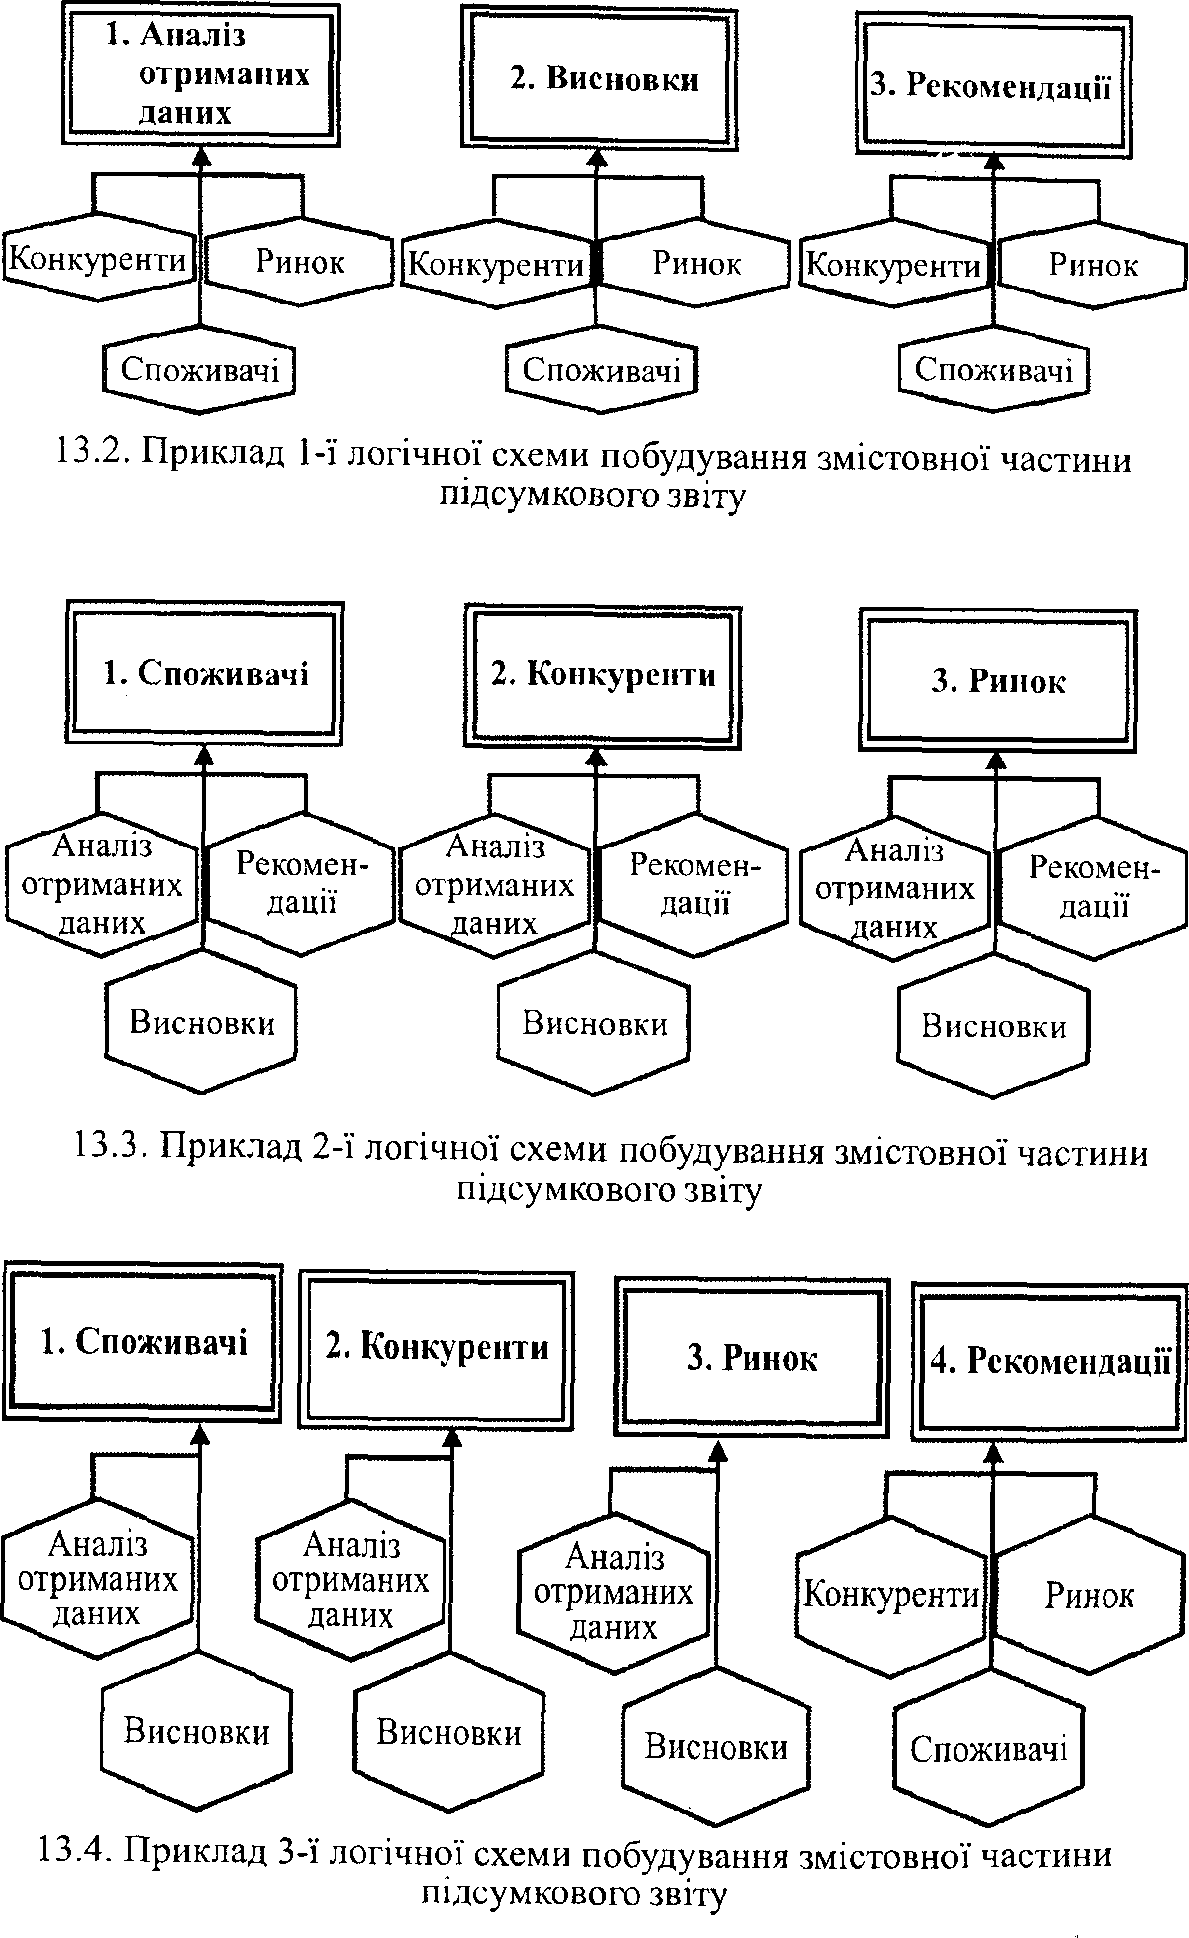 1. Аналіз
отриманих
даних
2. Висновки
3. Рекомендації
Конкуренти
Ринок
Споживачі
Конкуренти
Ринок
Споживачі
Конкуренти
Ринок
Споживачі
13.2. Приклад 1-ї логічної схеми побудування змістовної частини
підсумкового звіту
1. Споживачі
2. Конкуренти
3. Ринок
Аналіз
отриманих
даних
Рекомен-
дації
Висновки
Аналіз
отриманих
даних
Рекомен-
дації
Висновки
Аналіз
отриманих
даних
Рекомен-
дації
Висновки
13.3. Приклад 2-ї логічної схеми побудування змістовної частини
підсумкового звіту
1. Споживачі
2. Конкуренти
3. Ринок
4. Рекомендації
Аналіз
отриманих
даних
Висновки
Аналіз
отриманих
даних
Висновки
Аналіз
отриманих
даних
Висновки
Конкуренти
Ринок
Споживачі
13.4. Приклад 3-ї логічної схеми побудування змістовної частини
підсумкового звіту